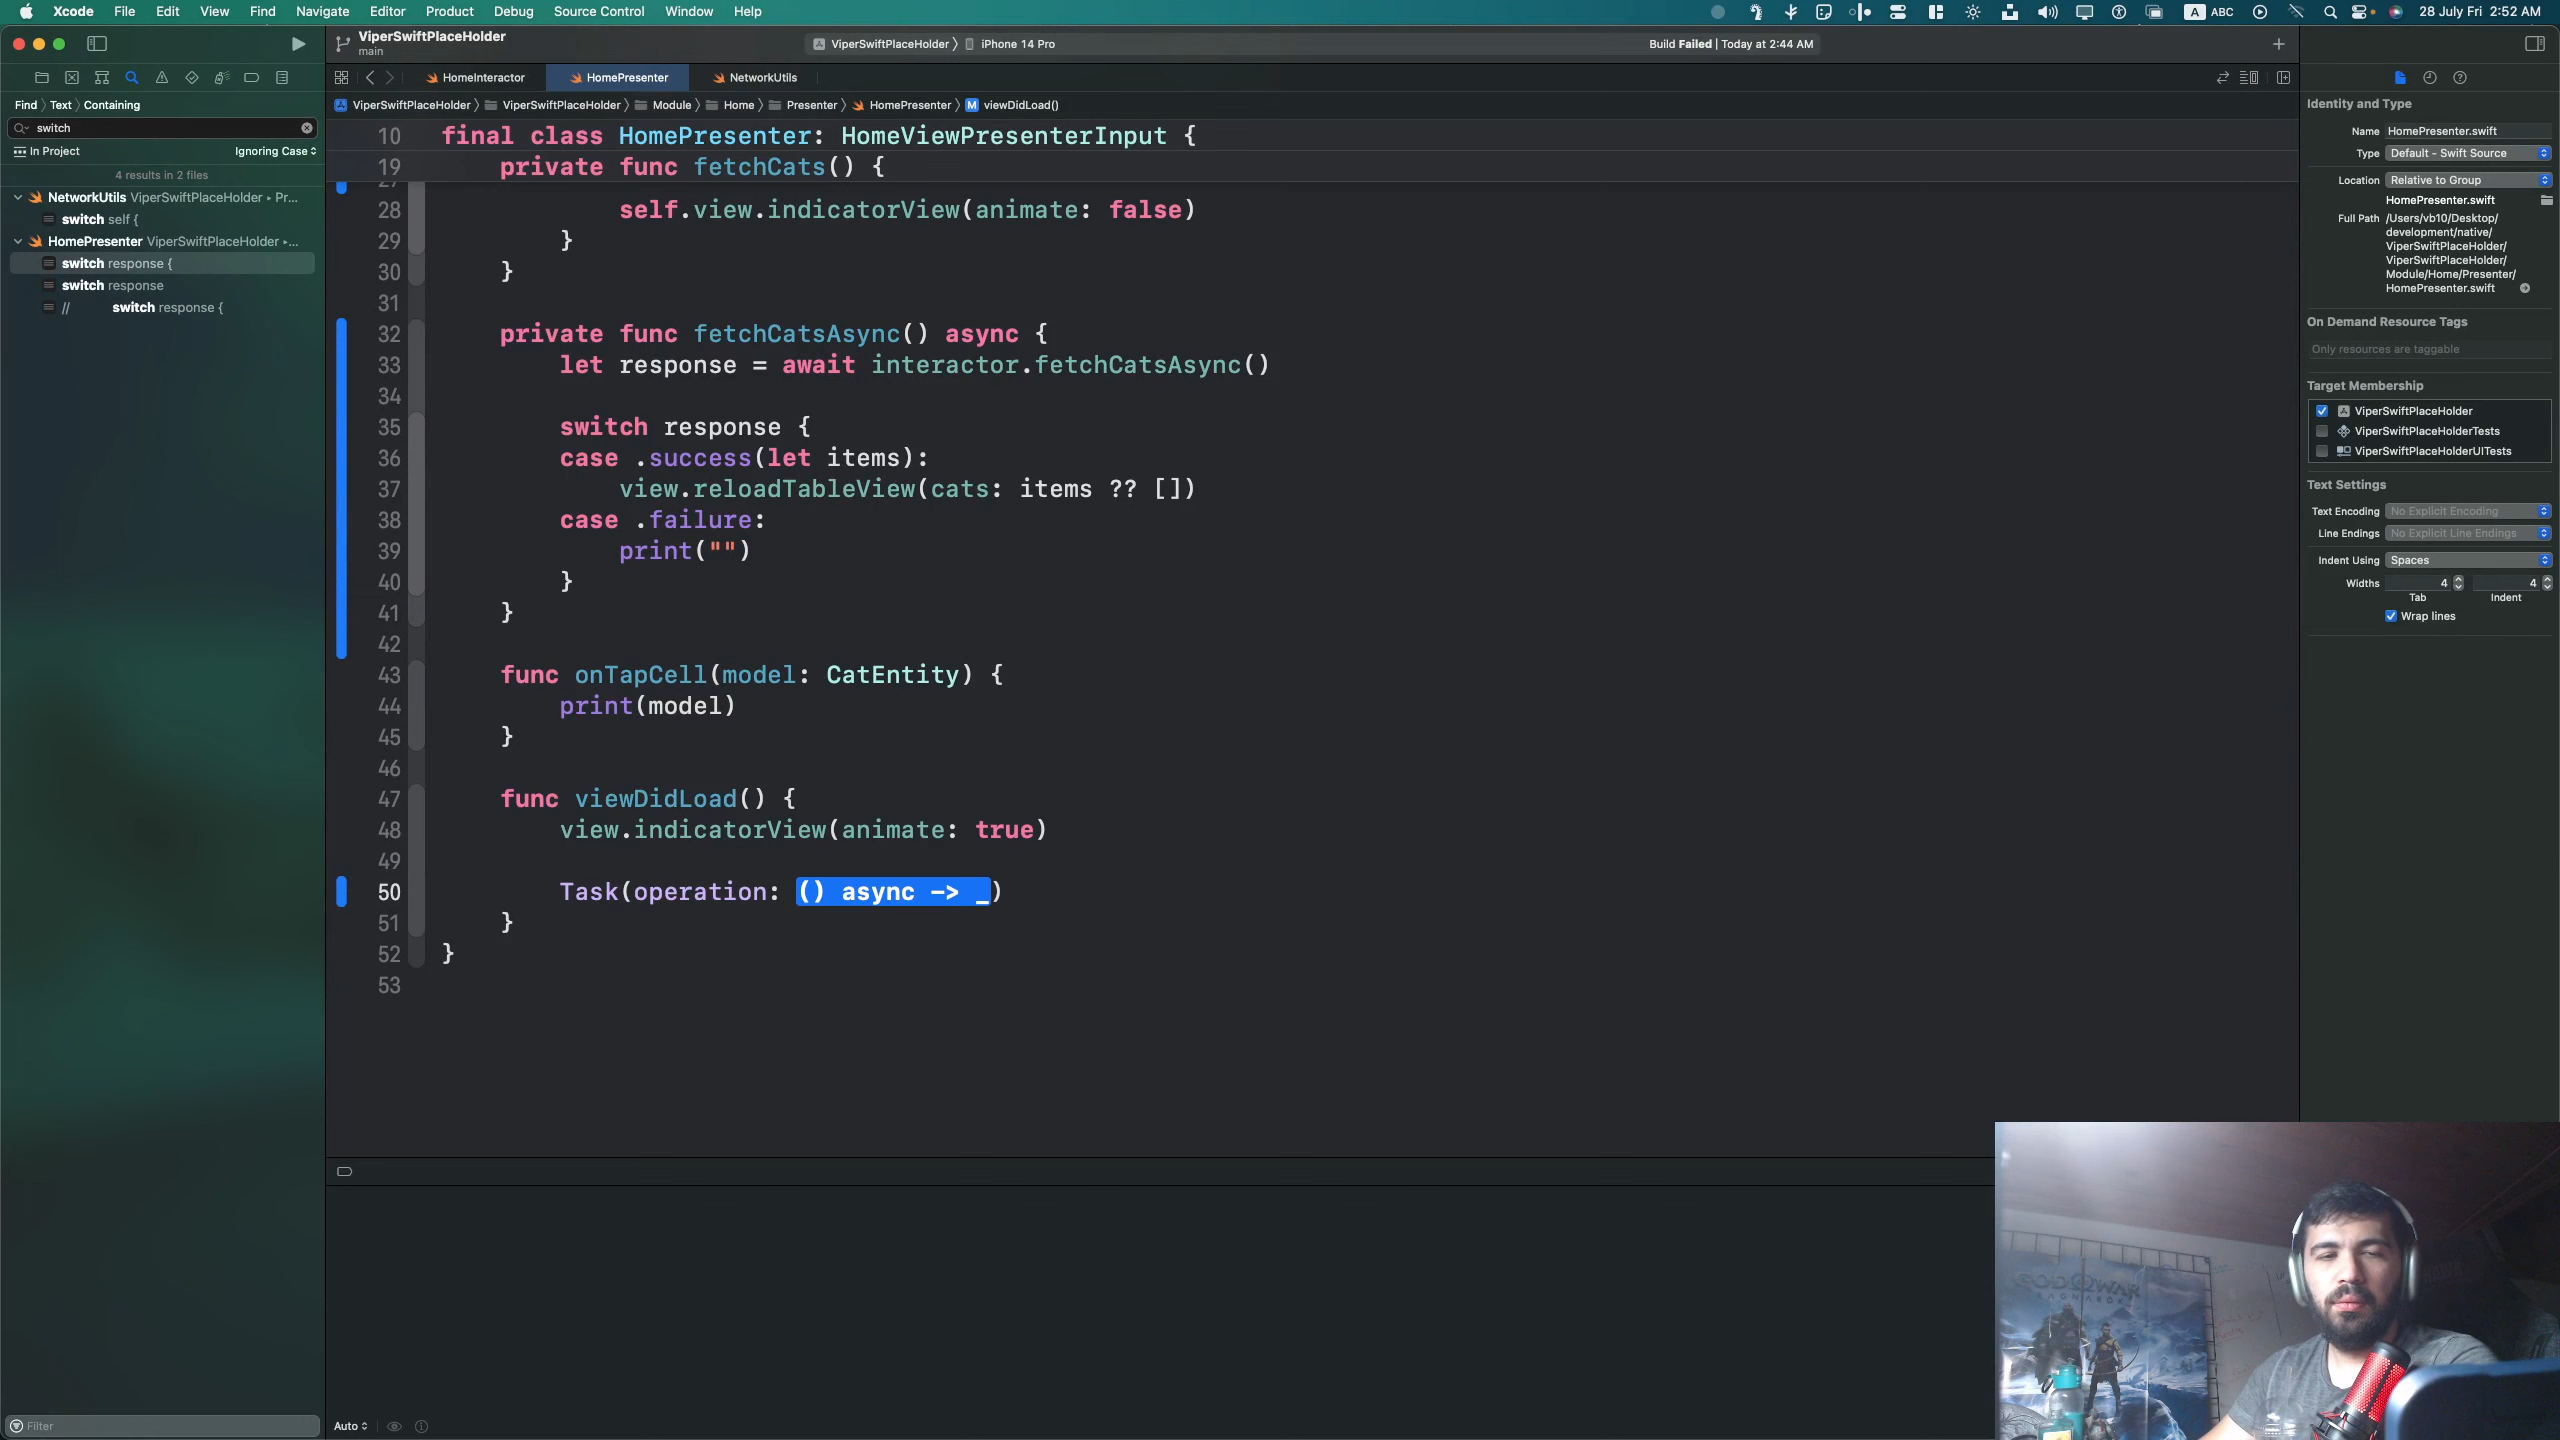 Xcode File Edit View Find Navigate Editor Product Debug Source Control Window Help
A ABC 28 July Fri 2:52 AM
ViperSwiftPlaceHolder
main
ViperSwiftPlaceHolder iPhone 14 Pro
Build Failed | Today at 2:44 AM
HomeInteractor HomePresenter NetworkUtils
Find Text Containing
ViperSwiftPlaceHolder ViperSwiftPlaceHolder Module Home Presenter HomePresenter M viewDidLoad()
switch
In Project Ignoring Case
4 results in 2 files
NetworkUtils ViperSwiftPlaceHolder Pr...
switch self {
HomePresenter ViperSwiftPlaceHolder ...
switch response {
switch response
// switch response {
Filter
10 final class HomePresenter: HomeViewPresenterInput {
19 private func fetchCats() {
28 self.view.indicatorView(animate: false)
29 }
30 }
31
32 private func fetchCatsAsync() async {
33 let response = await interactor.fetchCatsAsync()
34
35 switch response {
36 case .success(let items):
37 view.reloadTableView(cats: items ?? [])
38 case .failure:
39 print("")
40 }
41 }
42
43 func onTapCell(model: CatEntity) {
44 print(model)
45 }
46
47 func viewDidLoad() {
48 view.indicatorView(animate: true)
49
50 Task(operation: () async -> _)
51 }
52 }
53
Auto
Identity and Type
Name HomePresenter.swift
Type Default - Swift Source
Location Relative to Group
HomePresenter.swift
Full Path /Users/vb10/Desktop/
development/native/
ViperSwiftPlaceHolder/
ViperSwiftPlaceHolder/
Module/Home/Presenter/
HomePresenter.swift
On Demand Resource Tags
Only resources are taggable
Target Membership
ViperSwiftPlaceHolder
ViperSwiftPlaceHolderTests
ViperSwiftPlaceHolderUITests
Text Settings
Text Encoding No Explicit Encoding
Line Endings No Explicit Line Endings
Indent Using Spaces
Widths 4 4
Tab Indent
Wrap lines
GOD OF WAR
RAGNARÖK